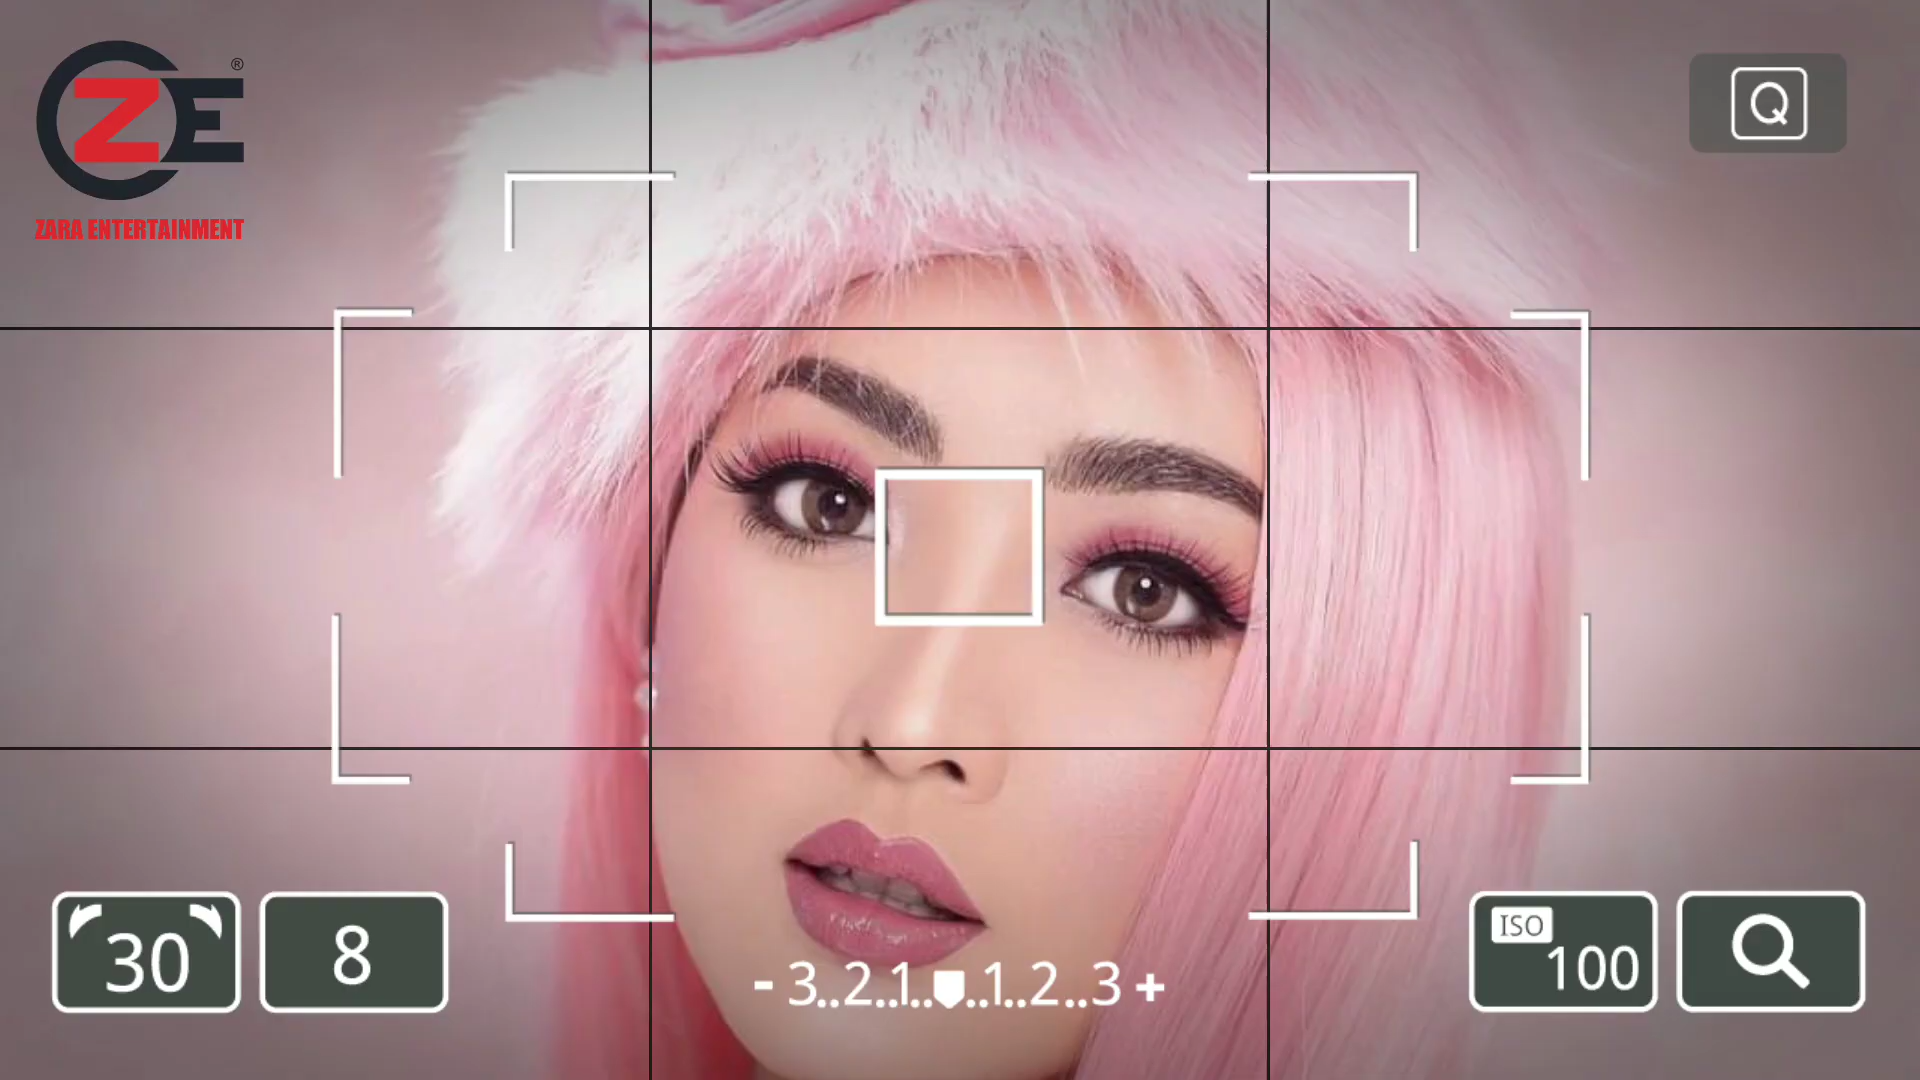 ZE®
ZARA ENTERTAINMENT
Q
30
8
- 3..2..1..  ..1..2..3 +
ISO
100